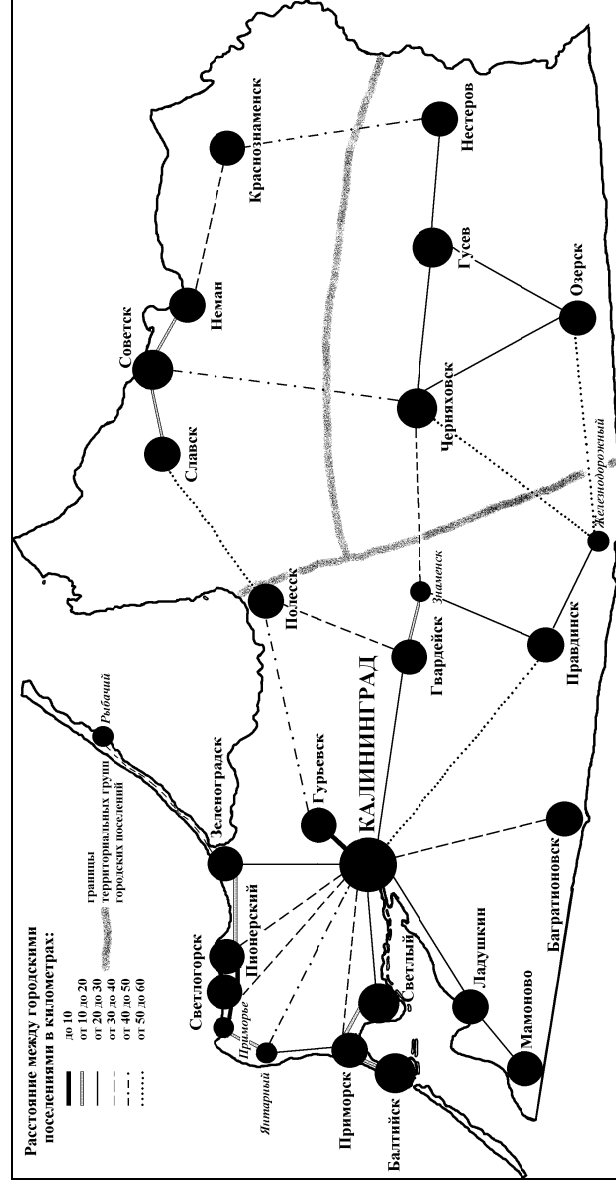 Расстояние между городскими
поселениями в километрах:
до 10
от 10 до 20
от 20 до 30
от 30 до 40
от 40 до 50
от 50 до 60
границы
территориальных групп
городских поселений
Рыбачий
Зеленоградск
Пионерский
Светлогорск
Приморье
Янтарный
Приморск
Балтийск
Светлый
Ладушкин
Мамоново
Багратионовск
КАЛИНИНГРАД
Гурьевск
Полесск
Гвардейск
Знаменск
Правдинск
Железнодорожный
Славск
Советск
Неман
Краснознаменск
Черняховск
Гусев
Нестеров
Озерск